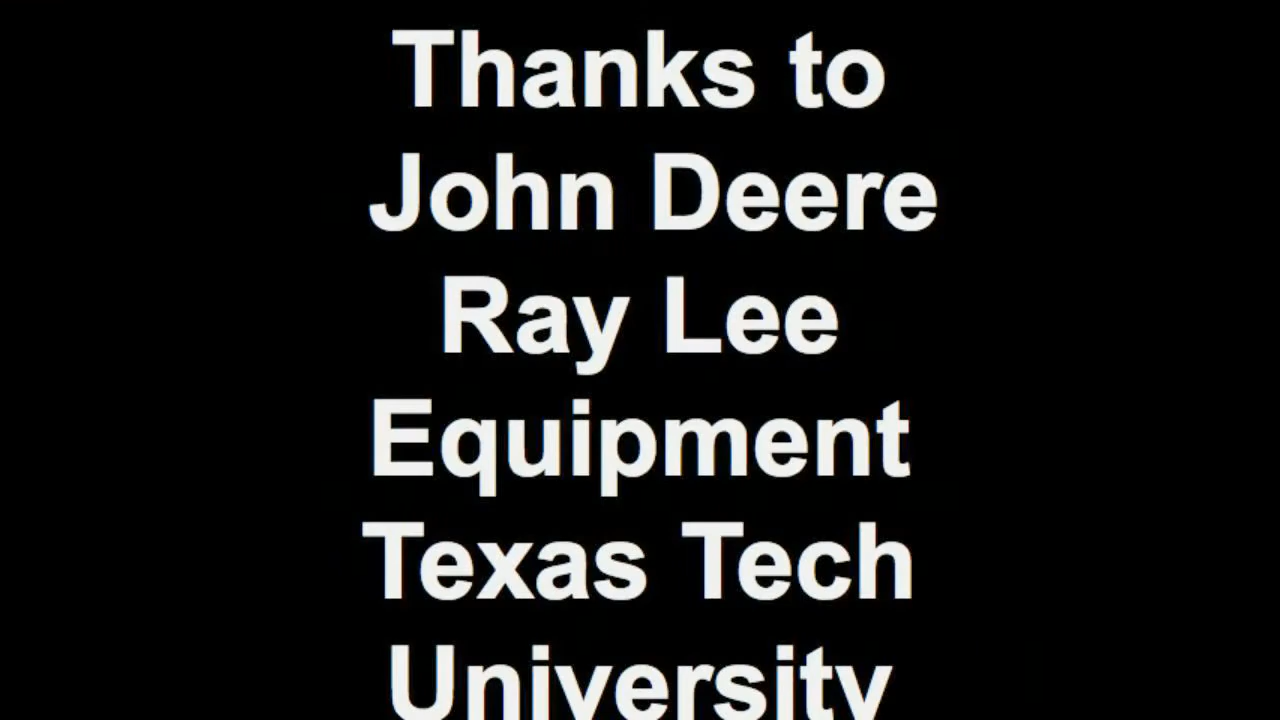 Thanks to
John Deere
Ray Lee
Equipment
Texas Tech
University